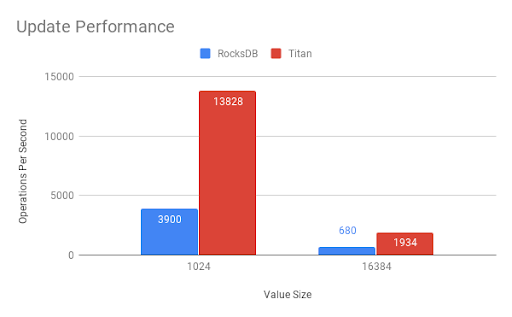 Update Performance
RocksDB Titan
15000
10000
5000
0
Operations Per Second
3900
13828
680
1934
1024
16384
Value Size